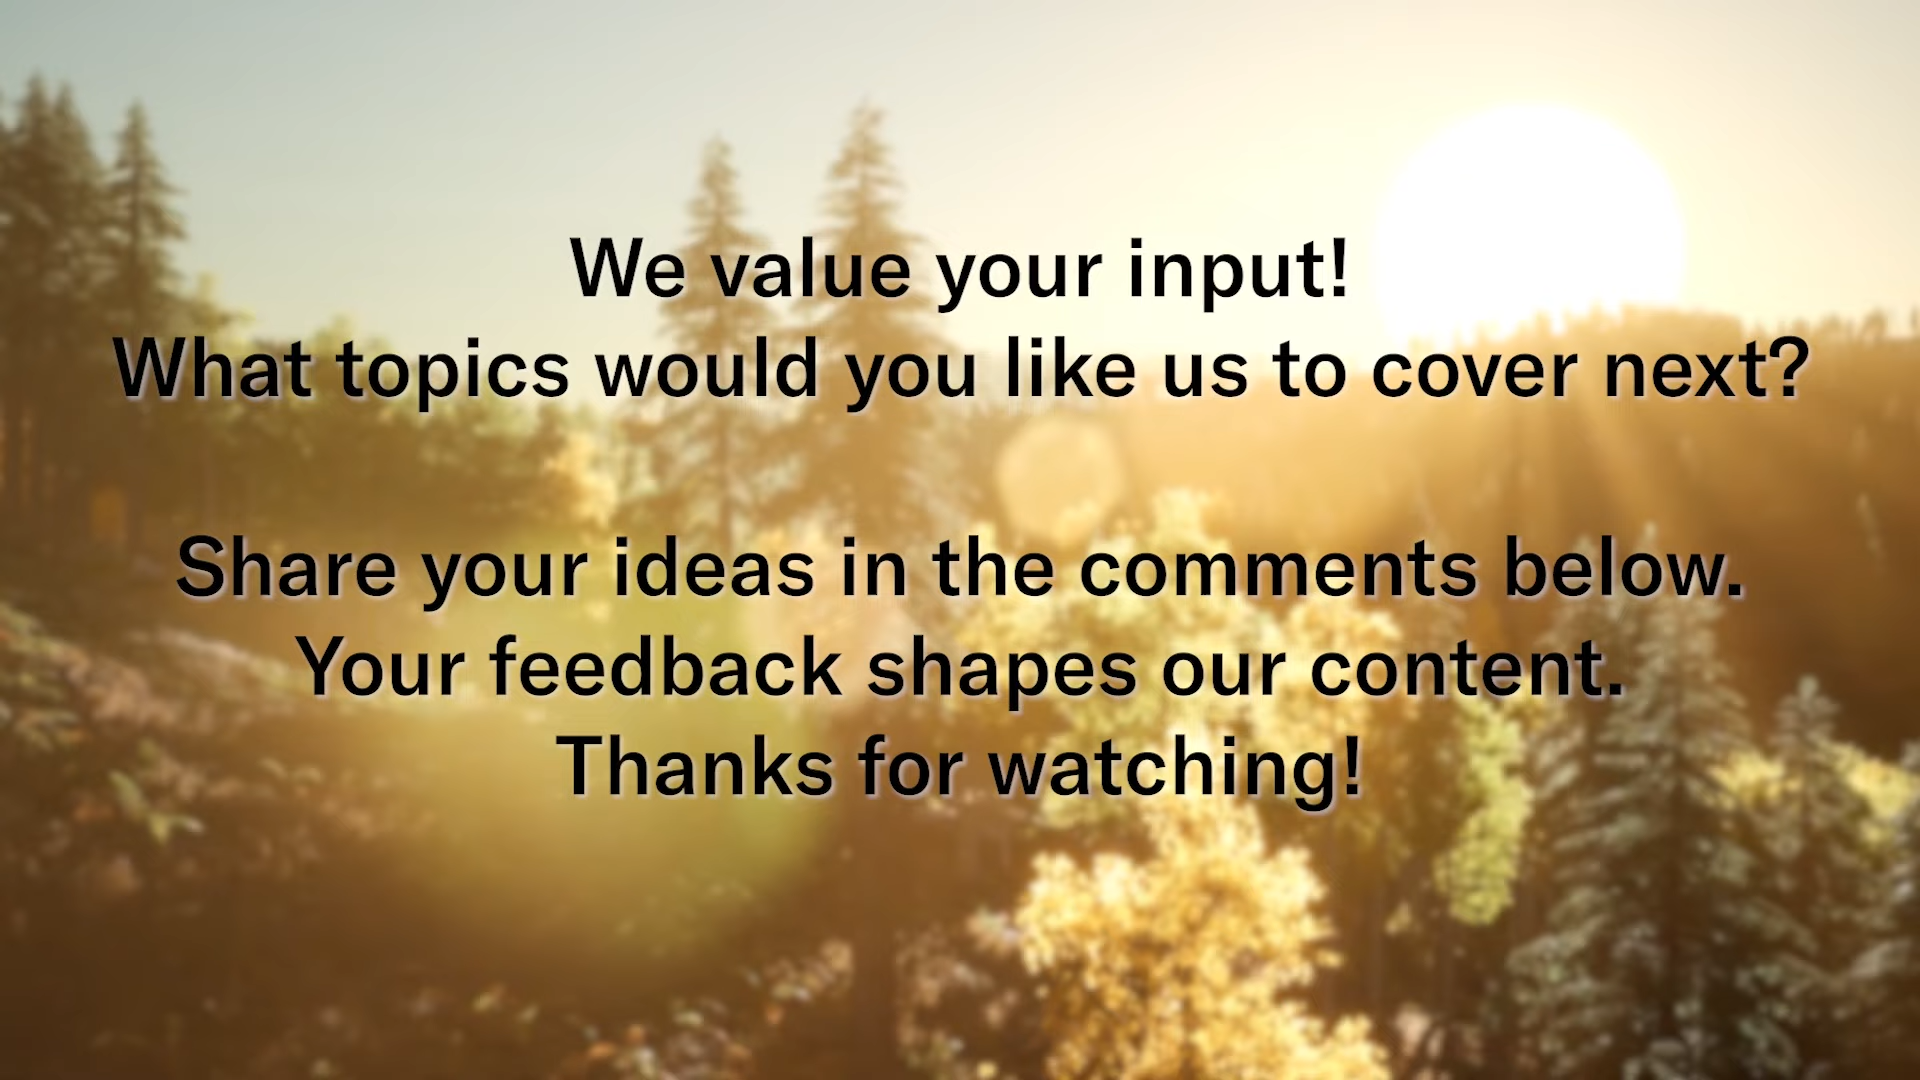 We value your input!
What topics would you like us to cover next?
Share your ideas in the comments below.
Your feedback shapes our content.
Thanks for watching!